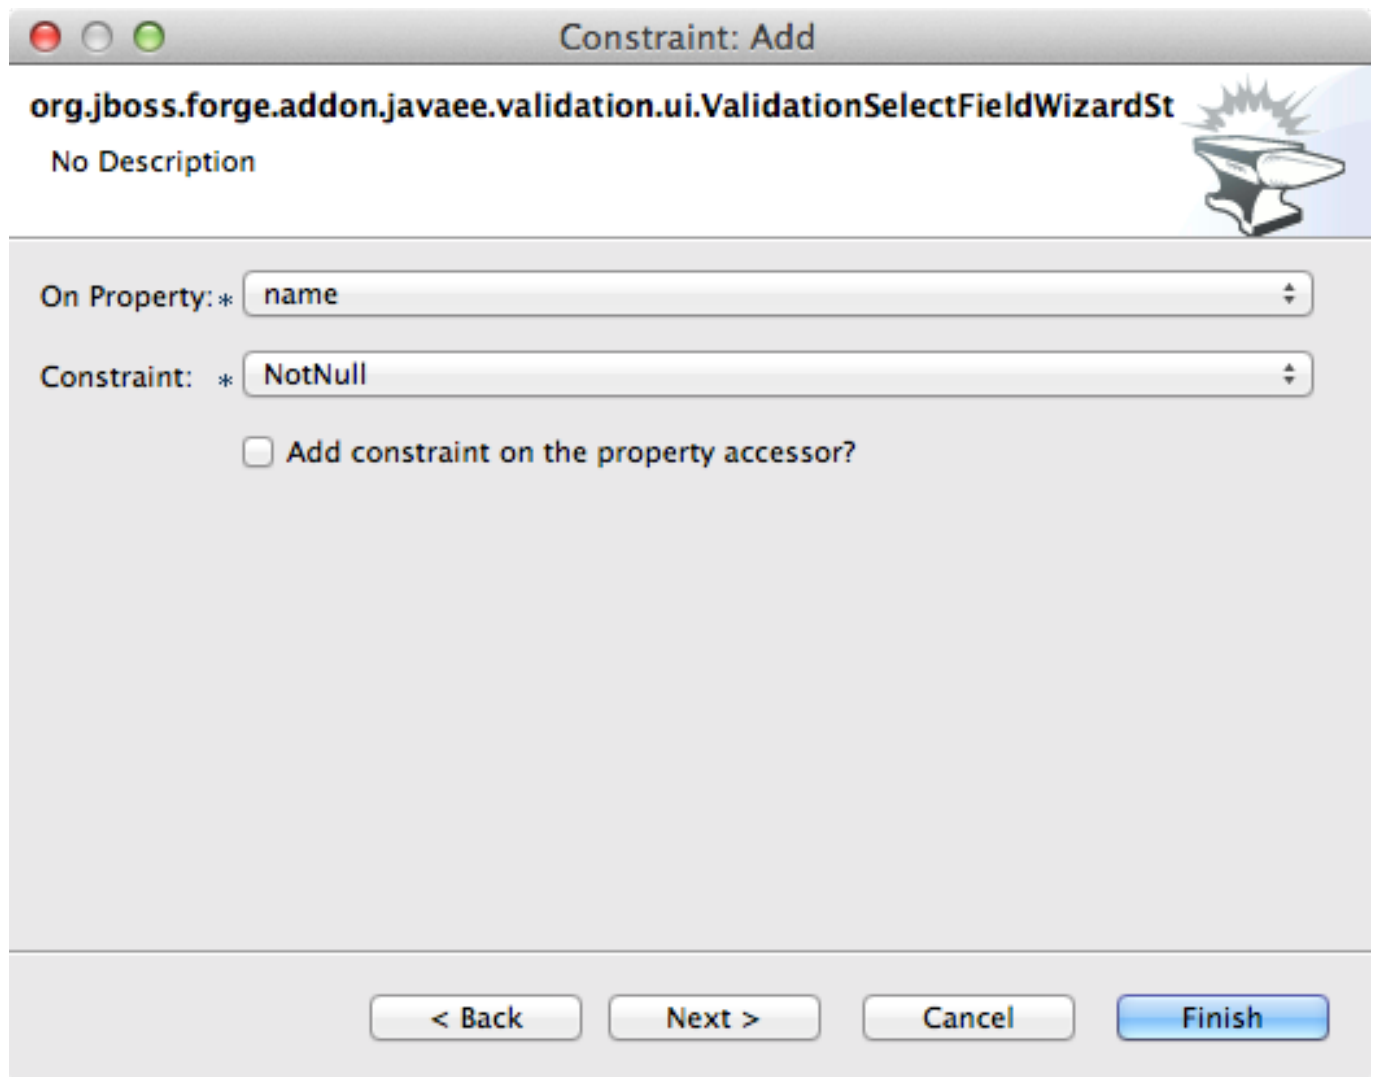 Constraint: Add
org.jboss.forge.addon.javaee.validation.ui.ValidationSelectFieldWizardSt
No Description
On Property:* name
Constraint: * NotNull
Add constraint on the property accessor?
< Back Next > Cancel Finish